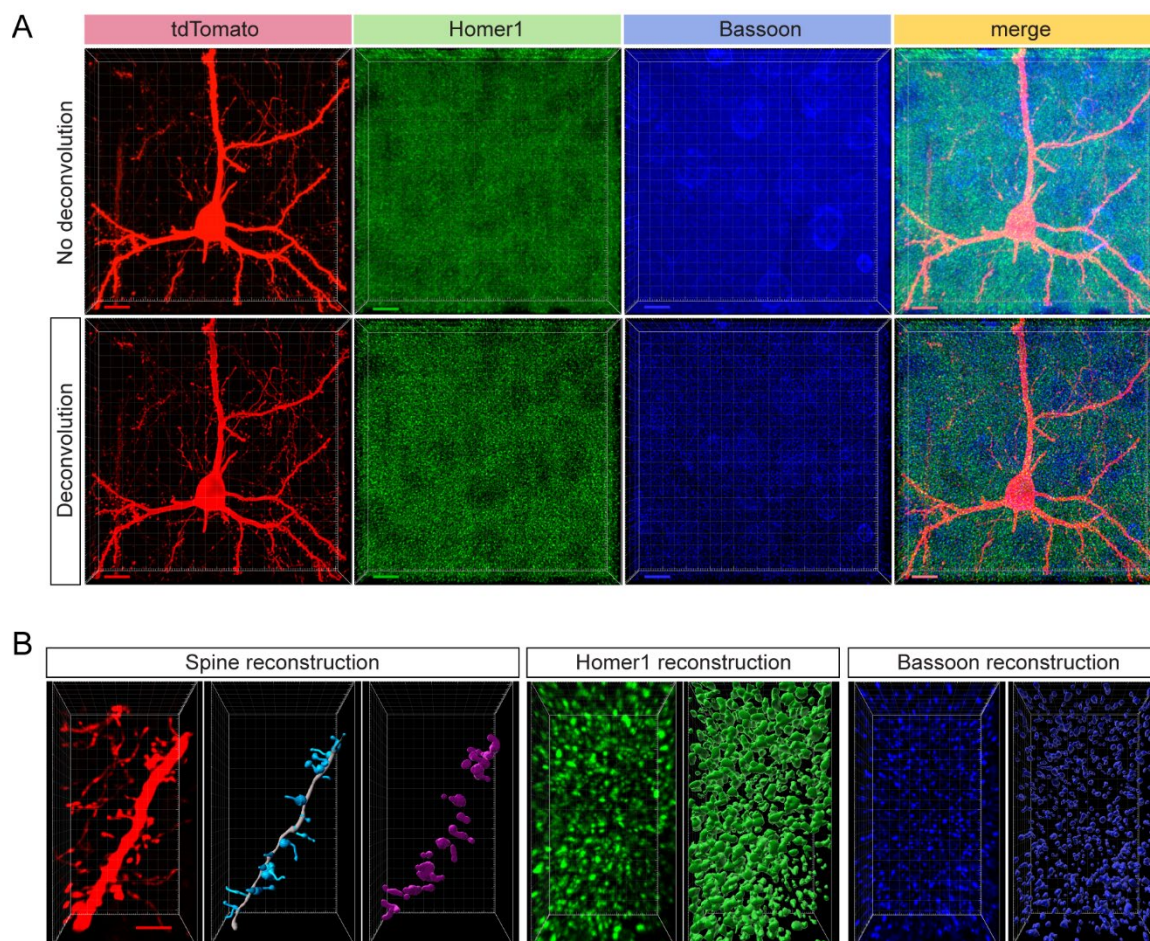 A
tdTomato
Homer1
Bassoon
merge
No deconvolution
Deconvolution
B
Spine reconstruction
Homer1 reconstruction
Bassoon reconstruction